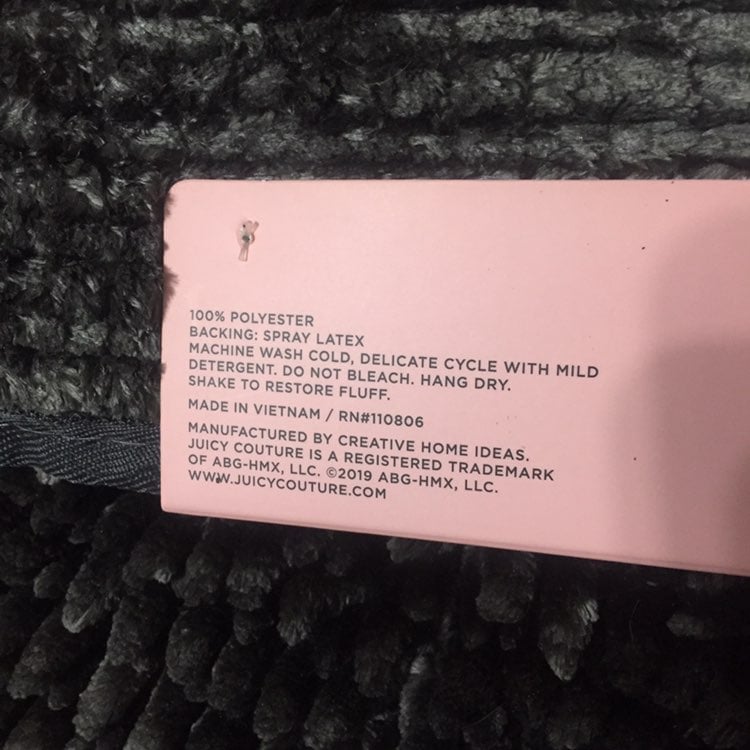 100% POLYESTER
BACKING: SPRAY LATEX
MACHINE WASH COLD, DELICATE CYCLE WITH MILD
DETERGENT. DO NOT BLEACH. HANG DRY.
SHAKE TO RESTORE FLUFF.
MADE IN VIETNAM / RN#110806
MANUFACTURED BY CREATIVE HOME IDEAS.
JUICY COUTURE IS A REGISTERED TRADEMARK
OF ABG-HMX, LLC. ©2019 ABG-HMX, LLC.
WWW.JUICYCOUTURE.COM